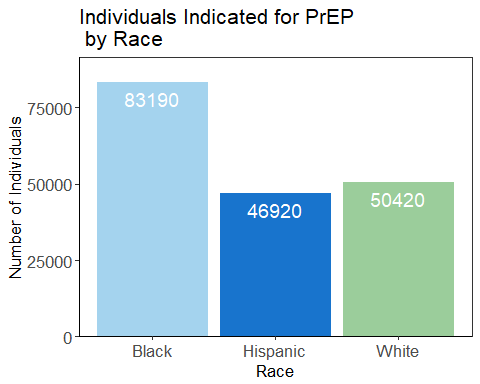 Individuals Indicated for PrEP
by Race
Number of Individuals
75000
50000
25000
0
83190
46920
50420
Black
Hispanic
White
Race